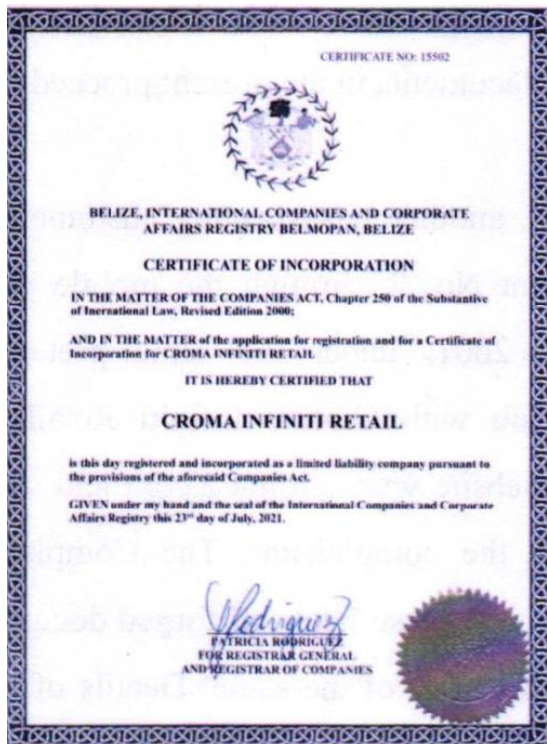 CERTIFICATE NO: 15502
BELIZE, INTERNATIONAL COMPANIES AND CORPORATE
AFFAIRS REGISTRY BELMOPAN, BELIZE
CERTIFICATE OF INCORPORATION
IN THE MATTER OF THE COMPANIES ACT, Chapter 250 of the Substantive
of Inernational Law, Revised Edition 2000;
AND IN THE MATTER of the application for registration and for a Certificate of
Incorporation for CROMA INFINITI RETAIL
IT IS HEREBY CERTIFIED THAT
CROMA INFINITI RETAIL
is this day registered and incorporated as a limited liability company pursuant to
the provisions of the aforesaid Companies Act.
GIVEN under my hand and the seal of the International Companies and Corporate
Affairs Registry this 23rd day of July, 2021.
PATRICIA RODRIGUEZ
FOR REGISTRAR GENERAL
AND REGISTRAR OF COMPANIES